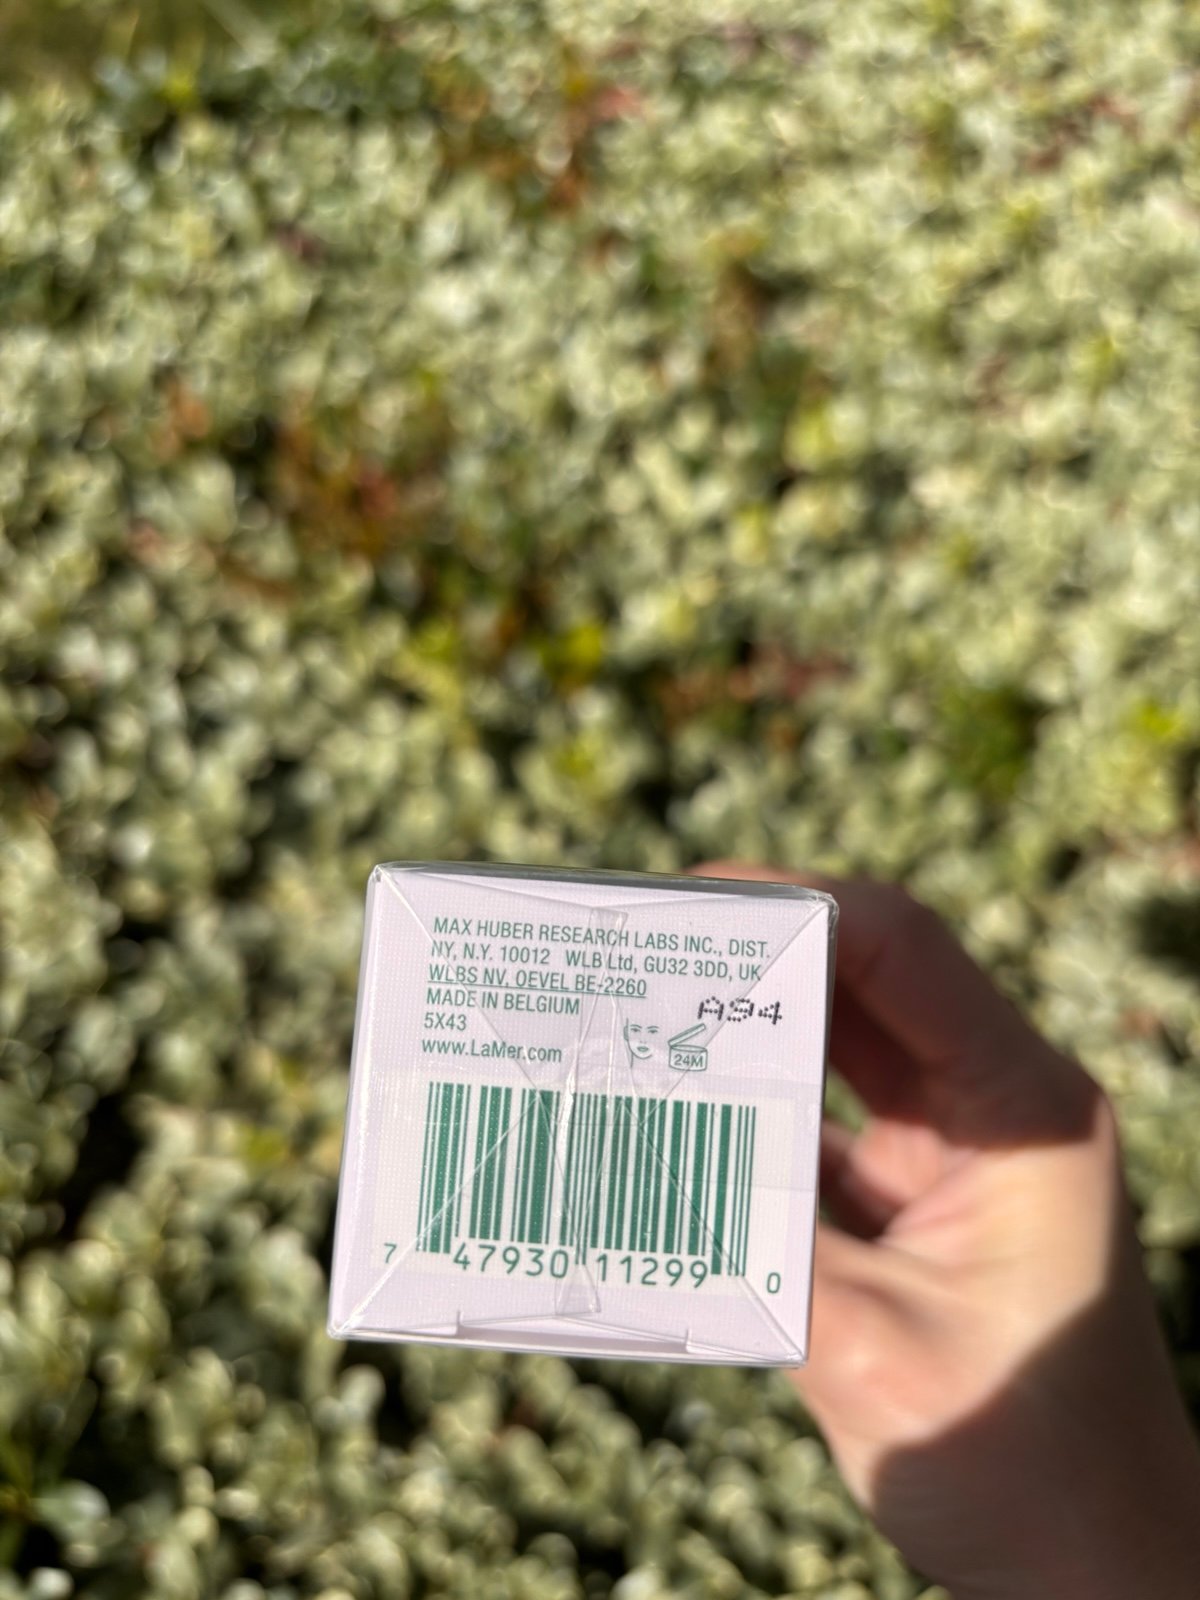 MAX HUBER RESEARCH LABS INC., DIST.
NY, N.Y. 10012 WLB Ltd, GU32 3DD, UK
WLBS NV, OEVEL BE-2260
MADE IN BELGIUM
A94
5X43
www.LaMer.com
24M
7 47930 11299 0